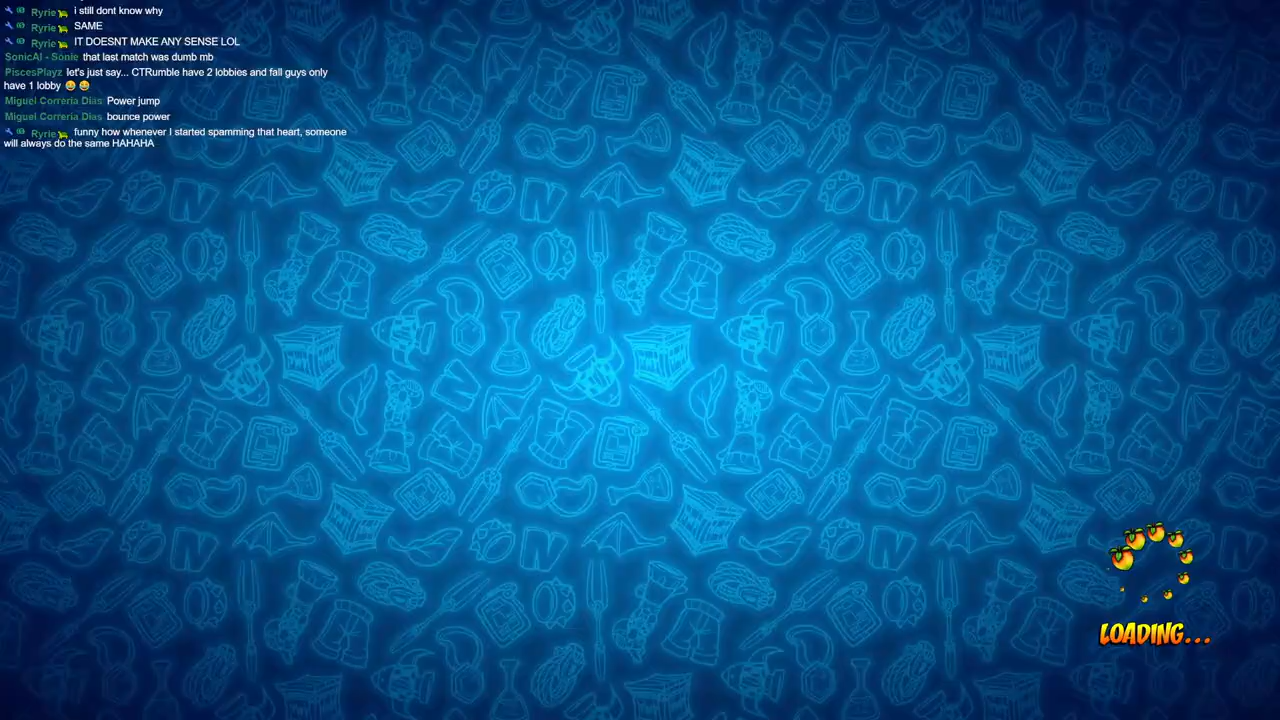 Ryrie i still dont know why
Ryrie SAME
Ryrie IT DOESNT MAKE ANY SENSE LOL
SonicAI - Sonie that last match was dumb mb
PiscesPlayz let's just say... CTRumble have 2 lobbies and fall guys only
have 1 lobby 😂 😂
Miguel Correria Dias Power jump
Miguel Correria Dias bounce power
Ryrie funny how whenever I started spamming that heart, someone
will always do the same HAHAHA
LOADING...